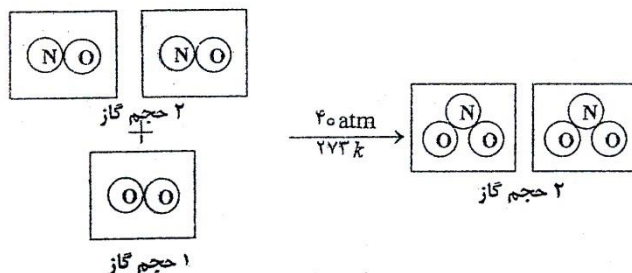 N O
N O
۲ حجم گاز
+
O O
۱ حجم گاز
۴۰ atm
۲۷۳ k
N
O O
N
O O
۲ حجم گاز